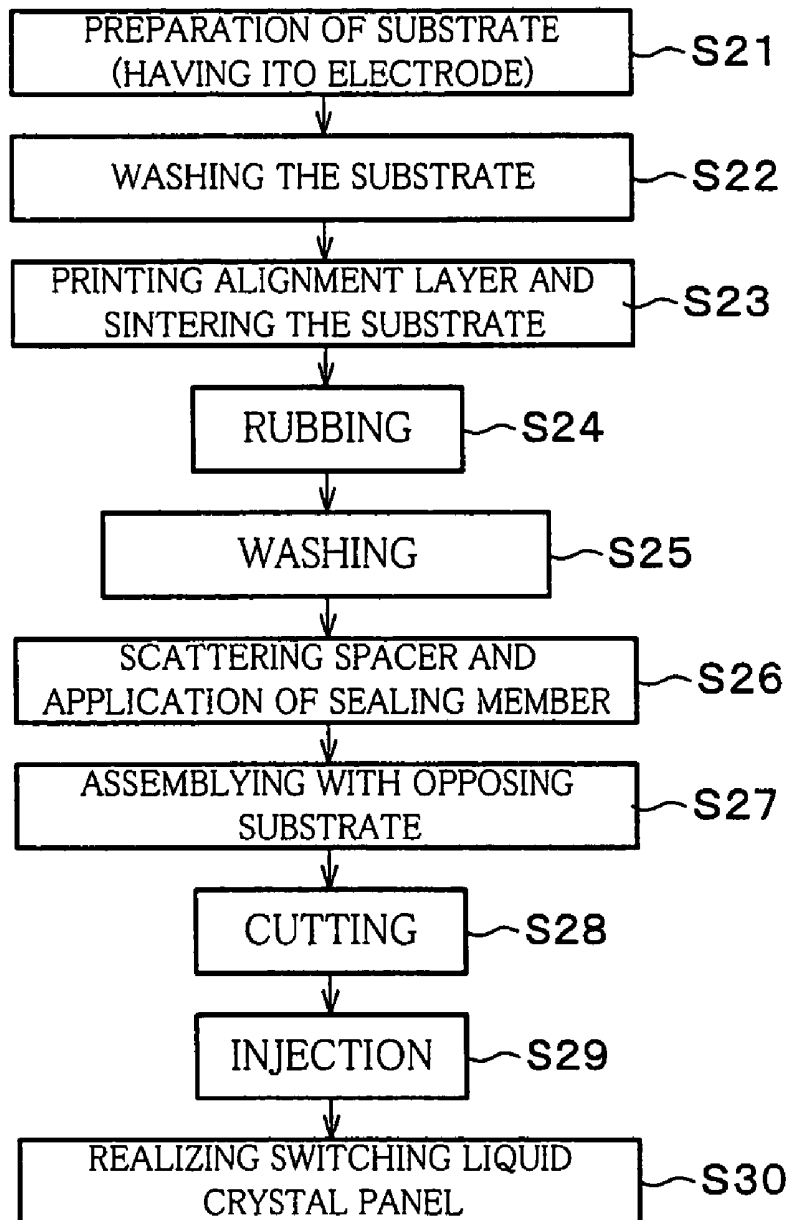 PREPARATION OF SUBSTRATE
(HAVING ITO ELECTRODE)
S21
WASHING THE SUBSTRATE
S22
PRINTING ALIGNMENT LAYER AND
SINTERING THE SUBSTRATE
S23
RUBBING
S24
WASHING
S25
SCATTERING SPACER AND
APPLICATION OF SEALING MEMBER
S26
ASSEMBLYING WITH OPPOSING
SUBSTRATE
S27
CUTTING
S28
INJECTION
S29
REALIZING SWITCHING LIQUID
CRYSTAL PANEL
S30